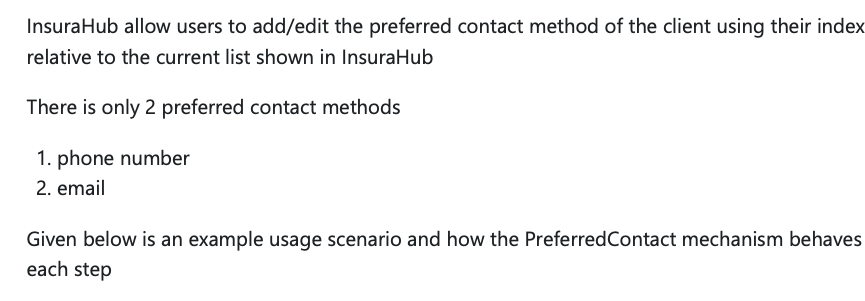 InsuraHub allow users to add/edit the preferred contact method of the client using their index
relative to the current list shown in InsuraHub
There is only 2 preferred contact methods
1. phone number
2. email
Given below is an example usage scenario and how the PreferredContact mechanism behaves
each step